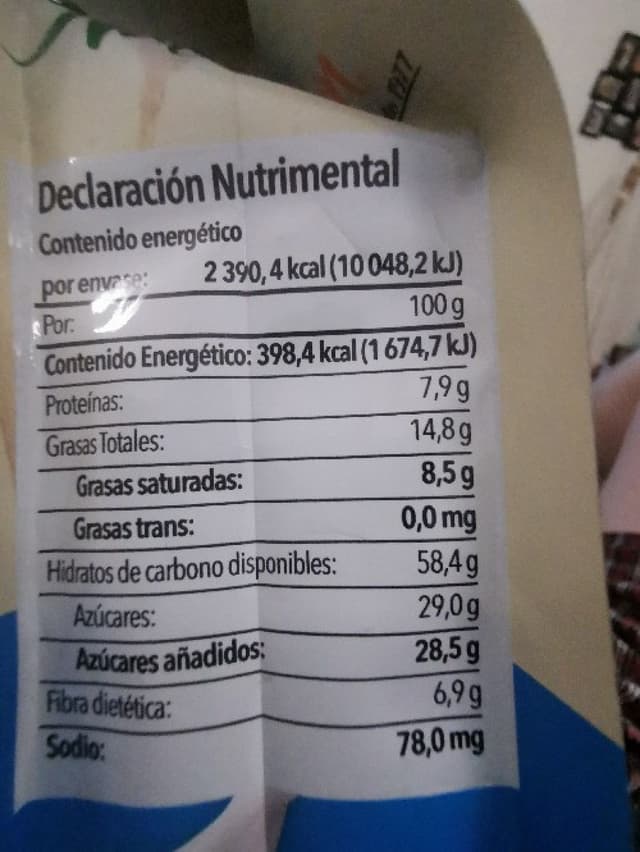 de 1977
Declaración Nutrimental
Contenido energético
por envase: 2 390,4 kcal (10 048,2 kJ)
Por: 100 g
Contenido Energético: 398,4 kcal (1 674,7 kJ)
Proteínas: 7,9 g
Grasas Totales: 14,8 g
Grasas saturadas: 8,5 g
Grasas trans: 0,0 mg
Hidratos de carbono disponibles: 58,4 g
Azúcares: 29,0 g
Azúcares añadidos: 28,5 g
Fibra dietética: 6,9 g
Sodio: 78,0 mg